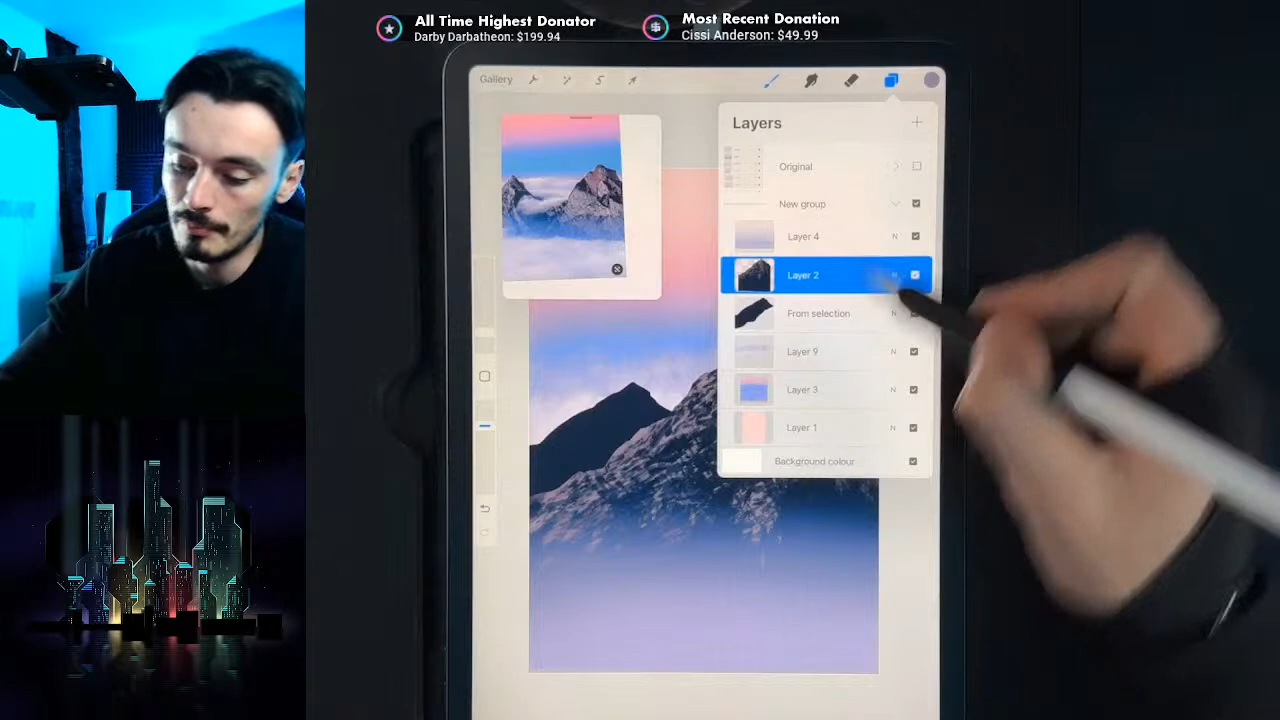 All Time Highest Donator
Darby Darbatheon: $199.94
Most Recent Donation
Cissi Anderson: $49.99
Gallery
Layers
Original
New group
Layer 4
N
Layer 2
N
From selection
N
Layer 9
N
Layer 3
N
Layer 1
N
Background colour